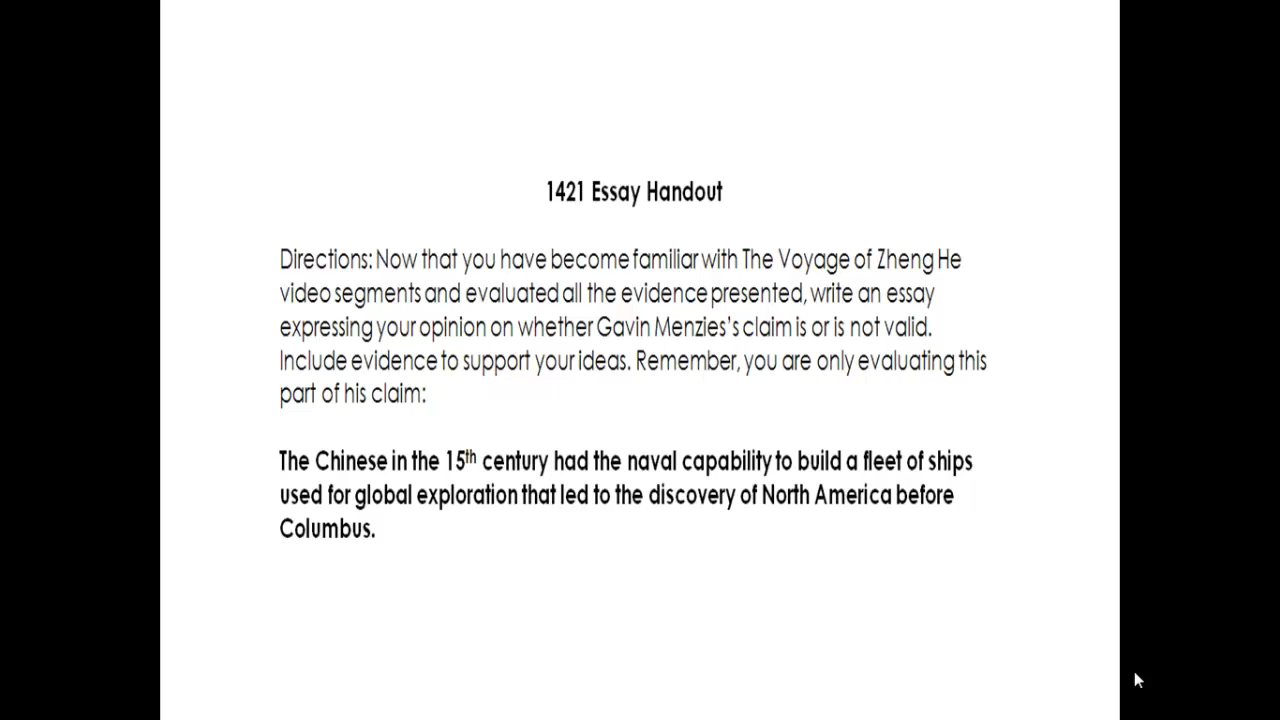 1421 Essay Handout
Directions: Now that you have become familiar with The Voyage of Zheng He
video segments and evaluated all the evidence presented, write an essay
expressing your opinion on whether Gavin Menzies's claim is or is not valid.
Include evidence to support your ideas. Remember, you are only evaluating this
part of his claim:
The Chinese in the 15th century had the naval capability to build a fleet of ships
used for global exploration that led to the discovery of North America before
Columbus.